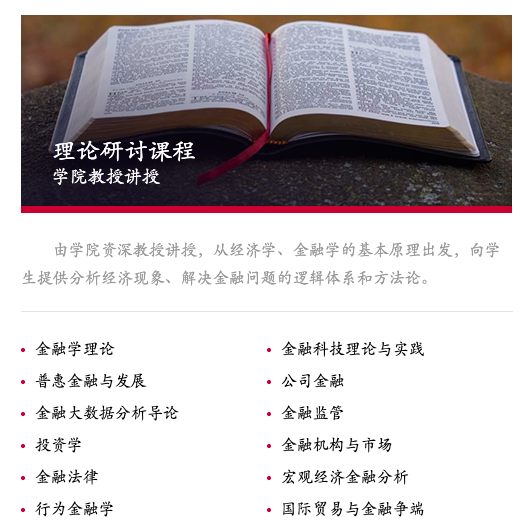 理论研讨课程
学院教授讲授
由学院资深教授讲授，从经济学、金融学的基本原理出发，向学
生提供分析经济现象、解决金融问题的逻辑体系和方法论。
金融学理论
金融科技理论与实践
普惠金融与发展
公司金融
金融大数据分析导论
金融监管
投资学
金融机构与市场
金融法律
宏观经济金融分析
行为金融学
国际贸易与金融争端